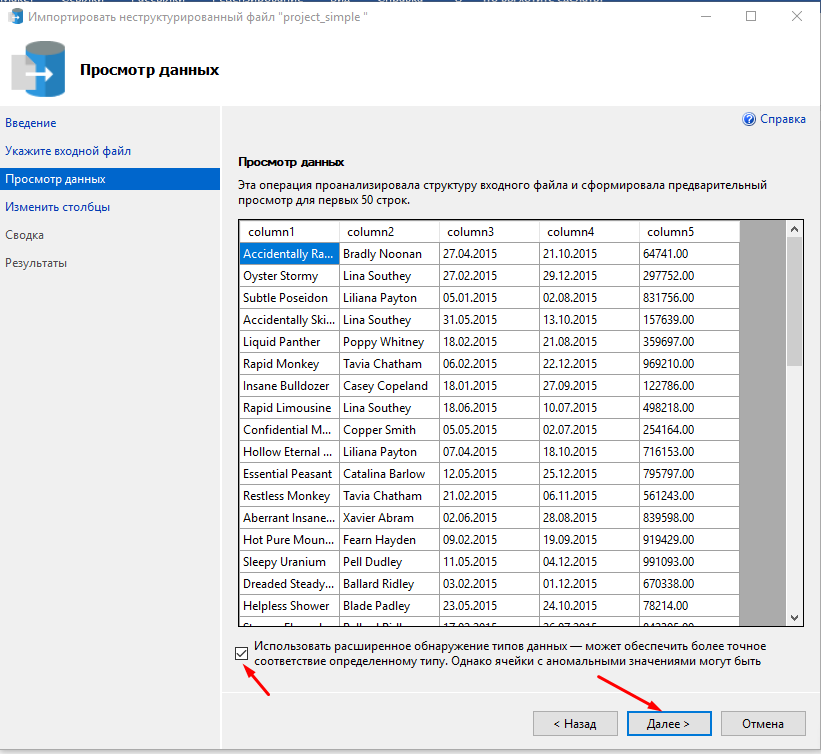 Импортировать неструктурированный файл "project_simple "
Просмотр данных
Справка
Введение
Укажите входной файл
Просмотр данных
Изменить столбцы
Сводка
Результаты
Просмотр данных
Эта операция проанализировала структуру входного файла и сформировала предварительный
просмотр для первых 50 строк.
column1 column2 column3 column4 column5
Accidentally Ra... Bradly Noonan 27.04.2015 21.10.2015 64741.00
Oyster Stormy Lina Southey 27.02.2015 29.12.2015 297752.00
Subtle Poseidon Liliana Payton 05.01.2015 02.08.2015 831756.00
Accidentally Ski... Lina Southey 31.05.2015 13.10.2015 157639.00
Liquid Panther Poppy Whitney 18.02.2015 21.08.2015 359697.00
Rapid Monkey Tavia Chatham 06.02.2015 22.12.2015 969210.00
Insane Bulldozer Casey Copeland 18.01.2015 27.09.2015 122786.00
Rapid Limousine Lina Southey 18.06.2015 10.07.2015 498218.00
Confidential M... Copper Smith 05.05.2015 02.07.2015 254164.00
Hollow Eternal ... Liliana Payton 07.04.2015 18.10.2015 716153.00
Essential Peasant Catalina Barlow 12.05.2015 25.12.2015 795797.00
Restless Monkey Tavia Chatham 21.02.2015 06.11.2015 561243.00
Aberrant Insane... Xavier Abram 02.06.2015 28.08.2015 839598.00
Hot Pure Moun... Fearn Hayden 09.02.2015 19.09.2015 919429.00
Sleepy Uranium Pell Dudley 11.05.2015 04.12.2015 991093.00
Dreaded Steady... Ballard Ridley 03.02.2015 01.12.2015 670338.00
Helpless Shower Blade Padley 23.05.2015 24.10.2015 78214.00
Использовать расширенное обнаружение типов данных — может обеспечить более точное
соответствие определенному типу. Однако ячейки с аномальными значениями могут быть
< Назад Далее > Отмена